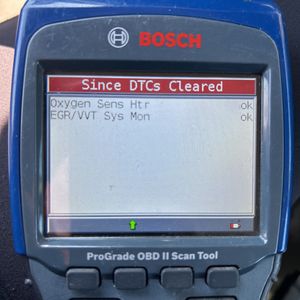 BOSCH
Since DTCs Cleared
Oxygen Sens Htr ok
EGR/VVT Sys Mon ok
ProGrade OBD II Scan Tool